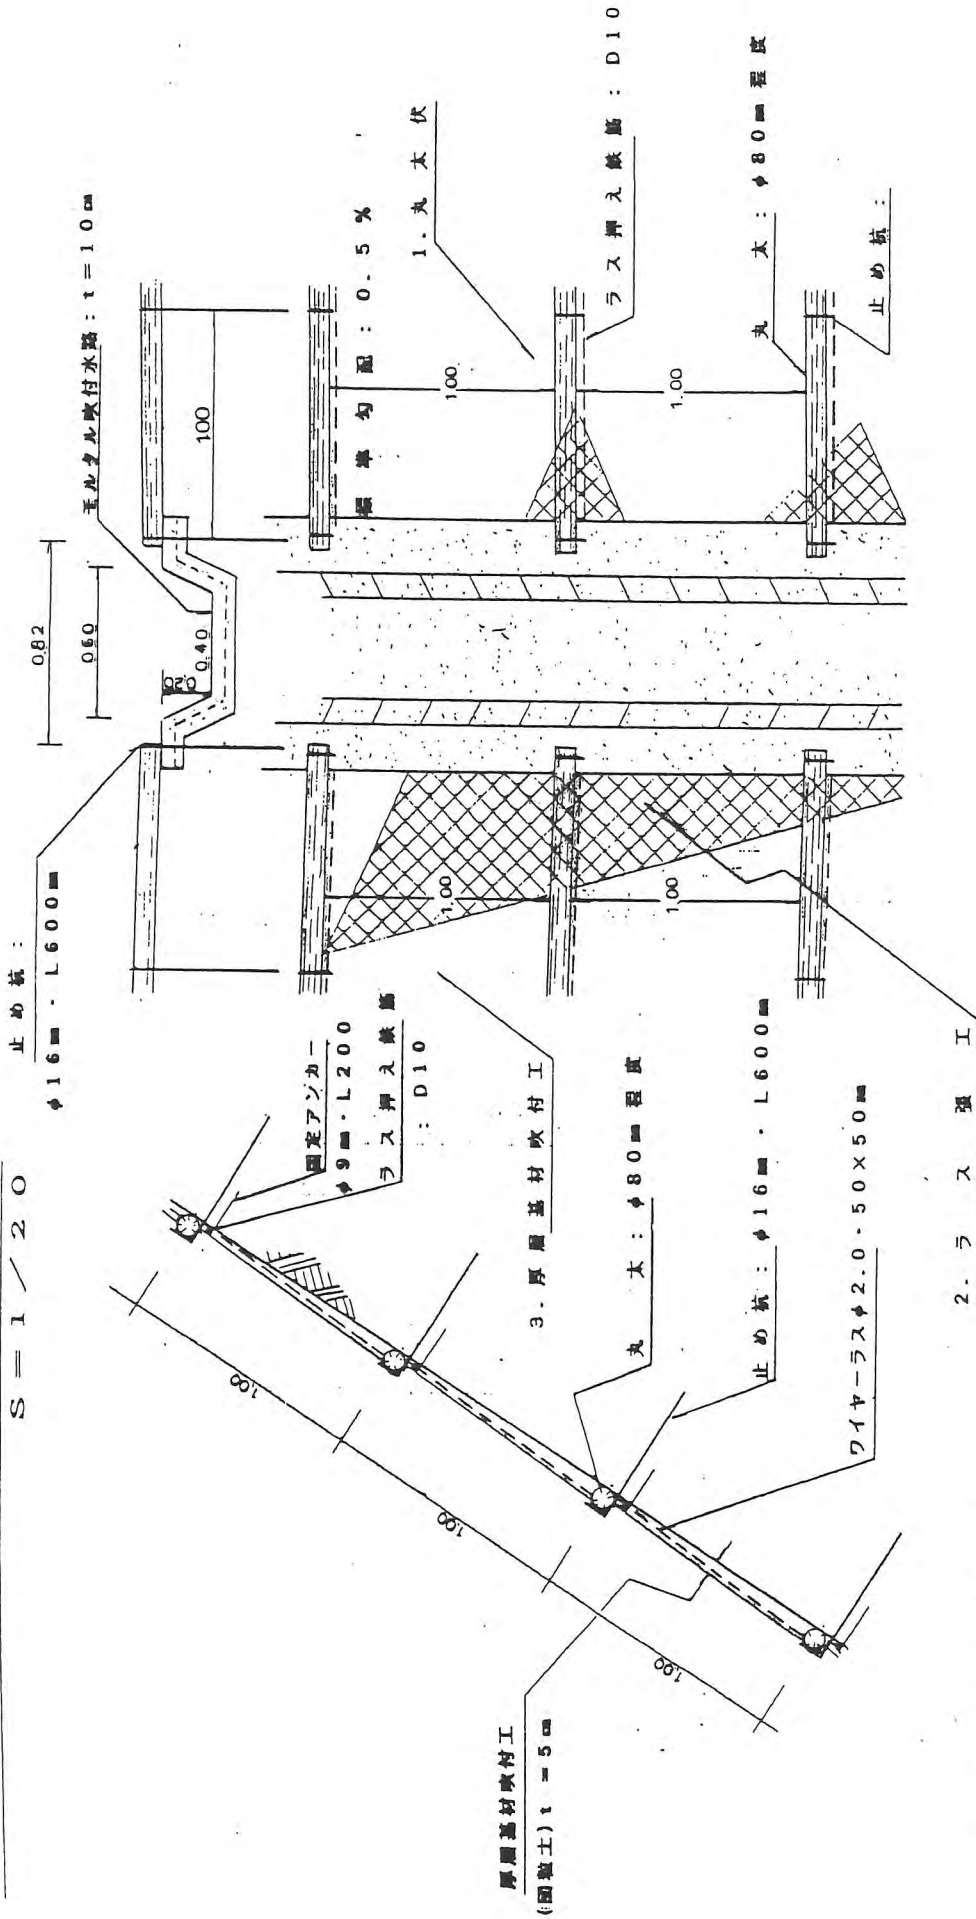 S=1/20
止め杭：
φ16㎜・L600㎜
0.82
0.60
0.40
0.20
モルタル吹付水路：t=10㎝
100
標準勾配：0.5%
1.丸太伏
1.00
1.00
ラス押え鉄筋：D10
丸太：φ80㎜程度
止め杭：
1.00
1.00
固定アンカー
φ9㎜・L200
ラス押え鉄筋
：D10
3.厚層基材吹付工
丸太：φ80㎜程度
止め杭：φ16㎜・L600㎜
ワイヤーラスφ2.0・50×50㎜
2.ラス張工
1.00
1.00
1.00
厚層基材吹付工
(団粒土)t=5㎝